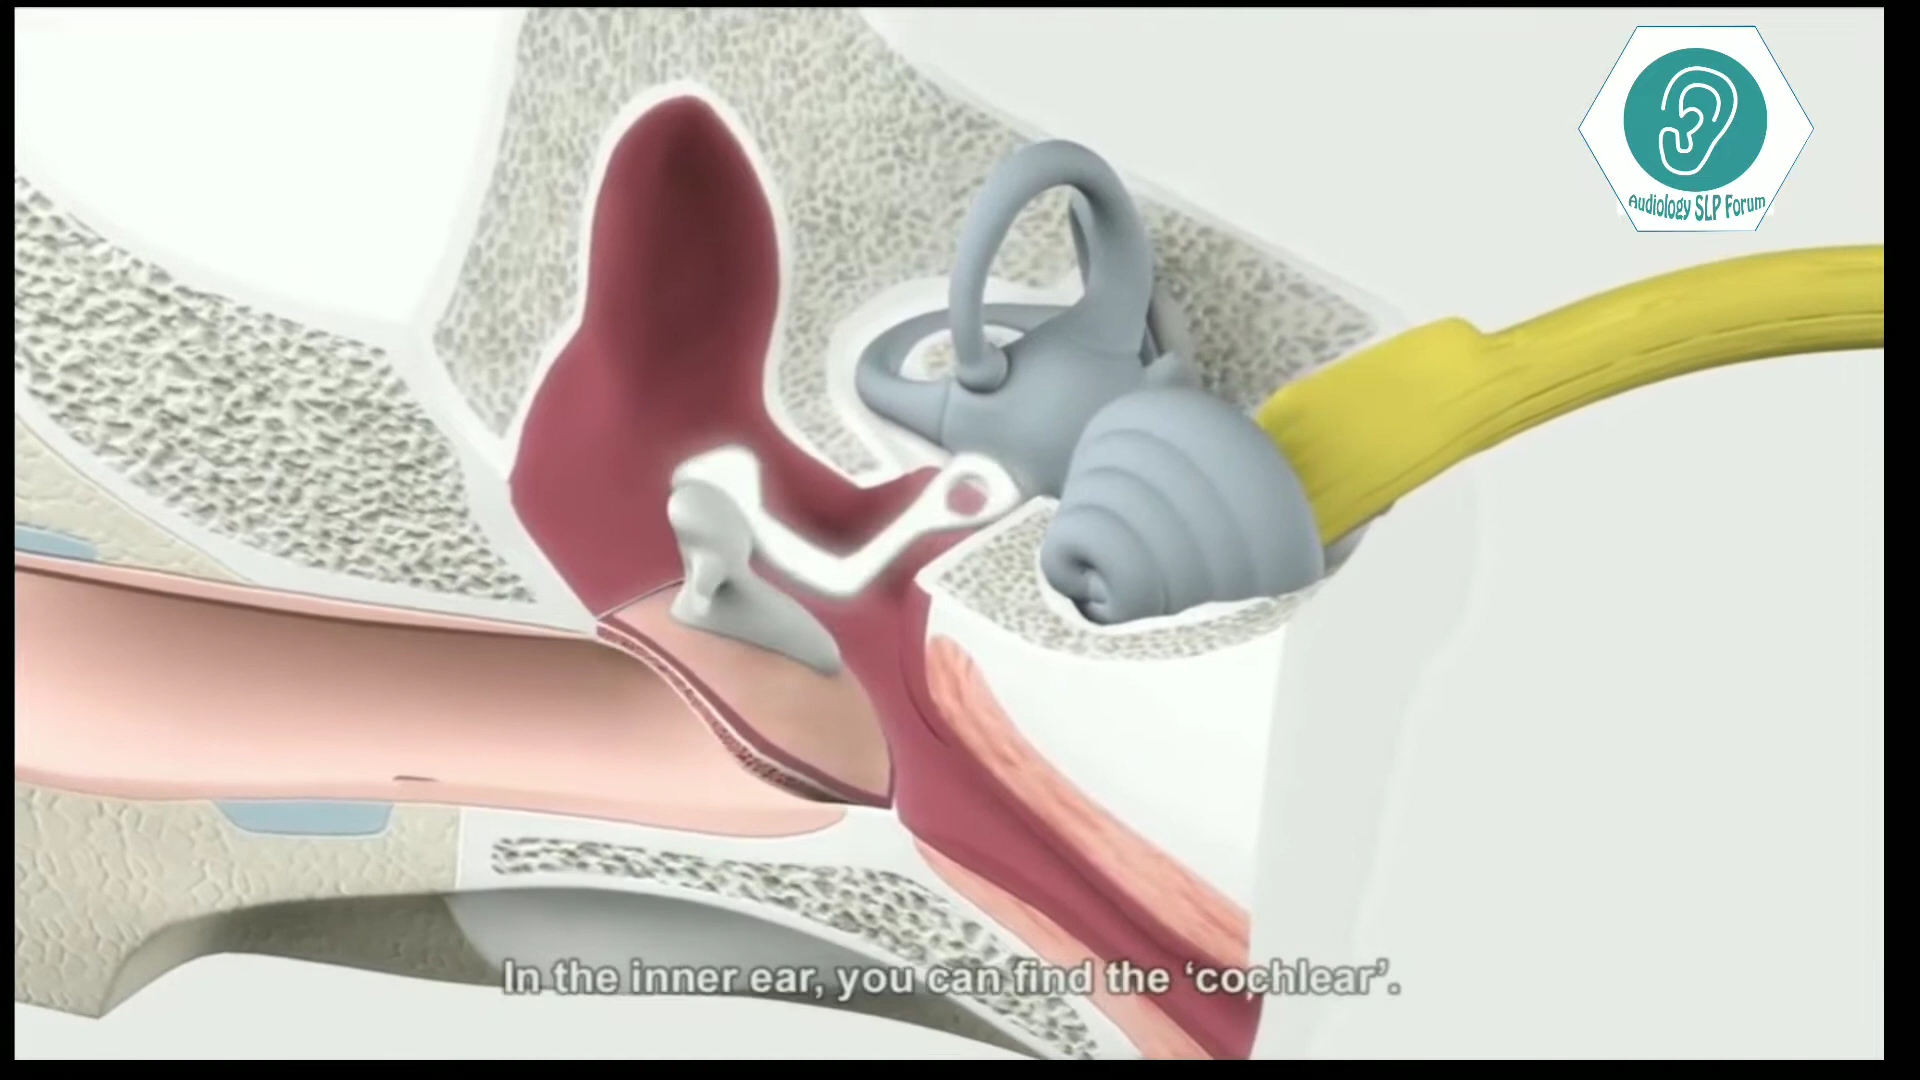 Audiology SLP Forum
In the inner ear, you can find the ‘cochlear’.